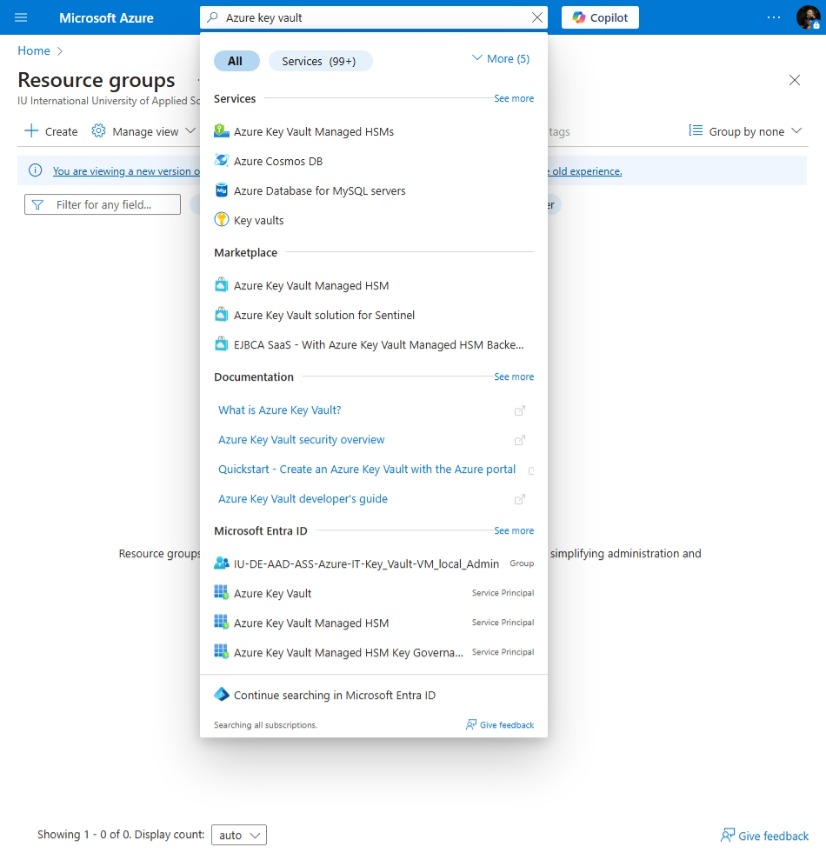 Microsoft Azure
Azure key vault
Copilot
Home
Resource groups
IU International University of Applied Sc
Create
Manage view
tags
Group by none
You are viewing a new version o
e old experience.
Filter for any field...
er
All
Services (99+)
More (5)
Services
See more
Azure Key Vault Managed HSMs
Azure Cosmos DB
Azure Database for MySQL servers
Key vaults
Marketplace
Azure Key Vault Managed HSM
Azure Key Vault solution for Sentinel
EJBCA SaaS - With Azure Key Vault Managed HSM Backe...
Documentation
See more
What is Azure Key Vault?
Azure Key Vault security overview
Quickstart - Create an Azure Key Vault with the Azure portal
Azure Key Vault developer's guide
Microsoft Entra ID
See more
IU-DE-AAD-ASS-Azure-IT-Key_Vault-VM_local_Admin Group
Azure Key Vault Service Principal
Azure Key Vault Managed HSM Service Principal
Azure Key Vault Managed HSM Key Governa... Service Principal
Continue searching in Microsoft Entra ID
Searching all subscriptions.
Give feedback
Resource groups
simplifying administration and
Showing 1 - 0 of 0. Display count: auto
Give feedback